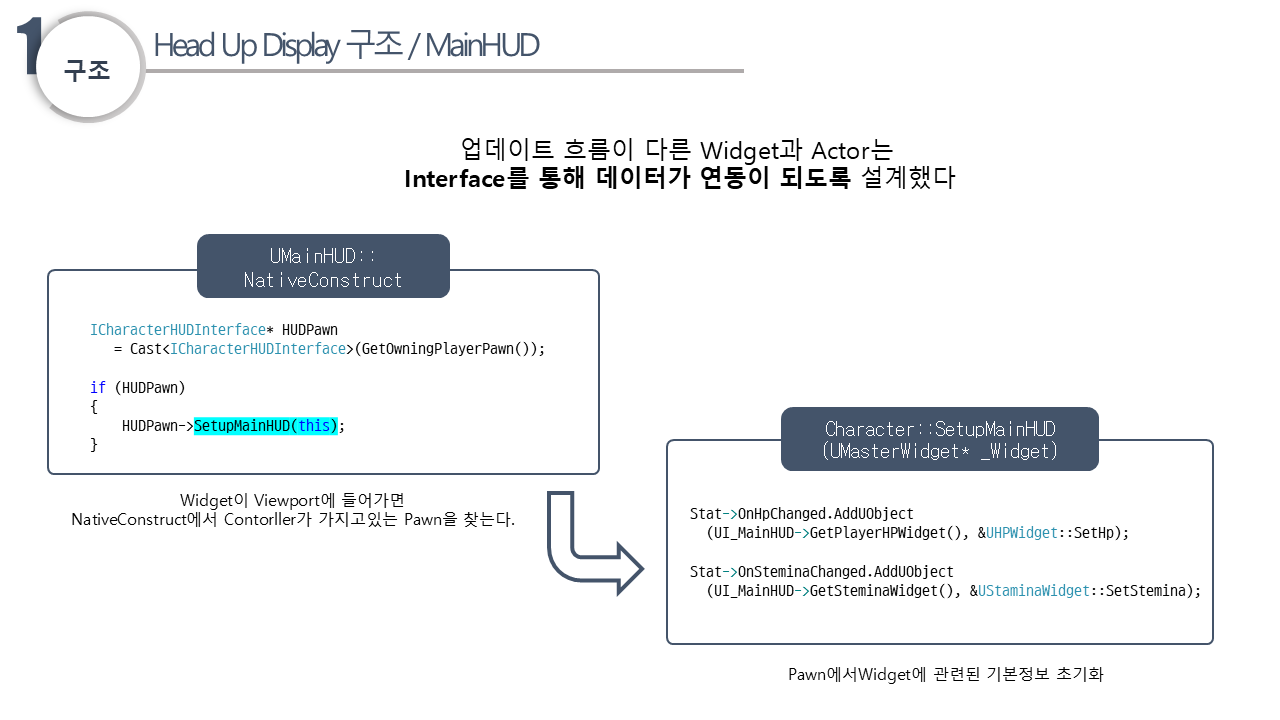 1
구조
Head Up Display 구조 / MainHUD
업데이트 흐름이 다른 Widget과 Actor는
Interface를 통해 데이터가 연동이 되도록 설계했다
UMainHUD::
NativeConstruct
ICharacterHUDInterface* HUDPawn
= Cast<ICharacterHUDInterface>(GetOwningPlayerPawn());
if (HUDPawn)
{
HUDPawn->SetupMainHUD(this);
}
Widget이 Viewport에 들어가면
NativeConstruct에서 Contorller가 가지고있는 Pawn을 찾는다.
Character::SetupMainHUD
(UMasterWidget* _Widget)
Stat->OnHpChanged.AddUObject
(UI_MainHUD->GetPlayerHPWidget(), &UHPWidget::SetHp);
Stat->OnSteminaChanged.AddUObject
(UI_MainHUD->GetSteminaWidget(), &UStaminaWidget::SetStemina);
Pawn에서Widget에 관련된 기본정보 초기화